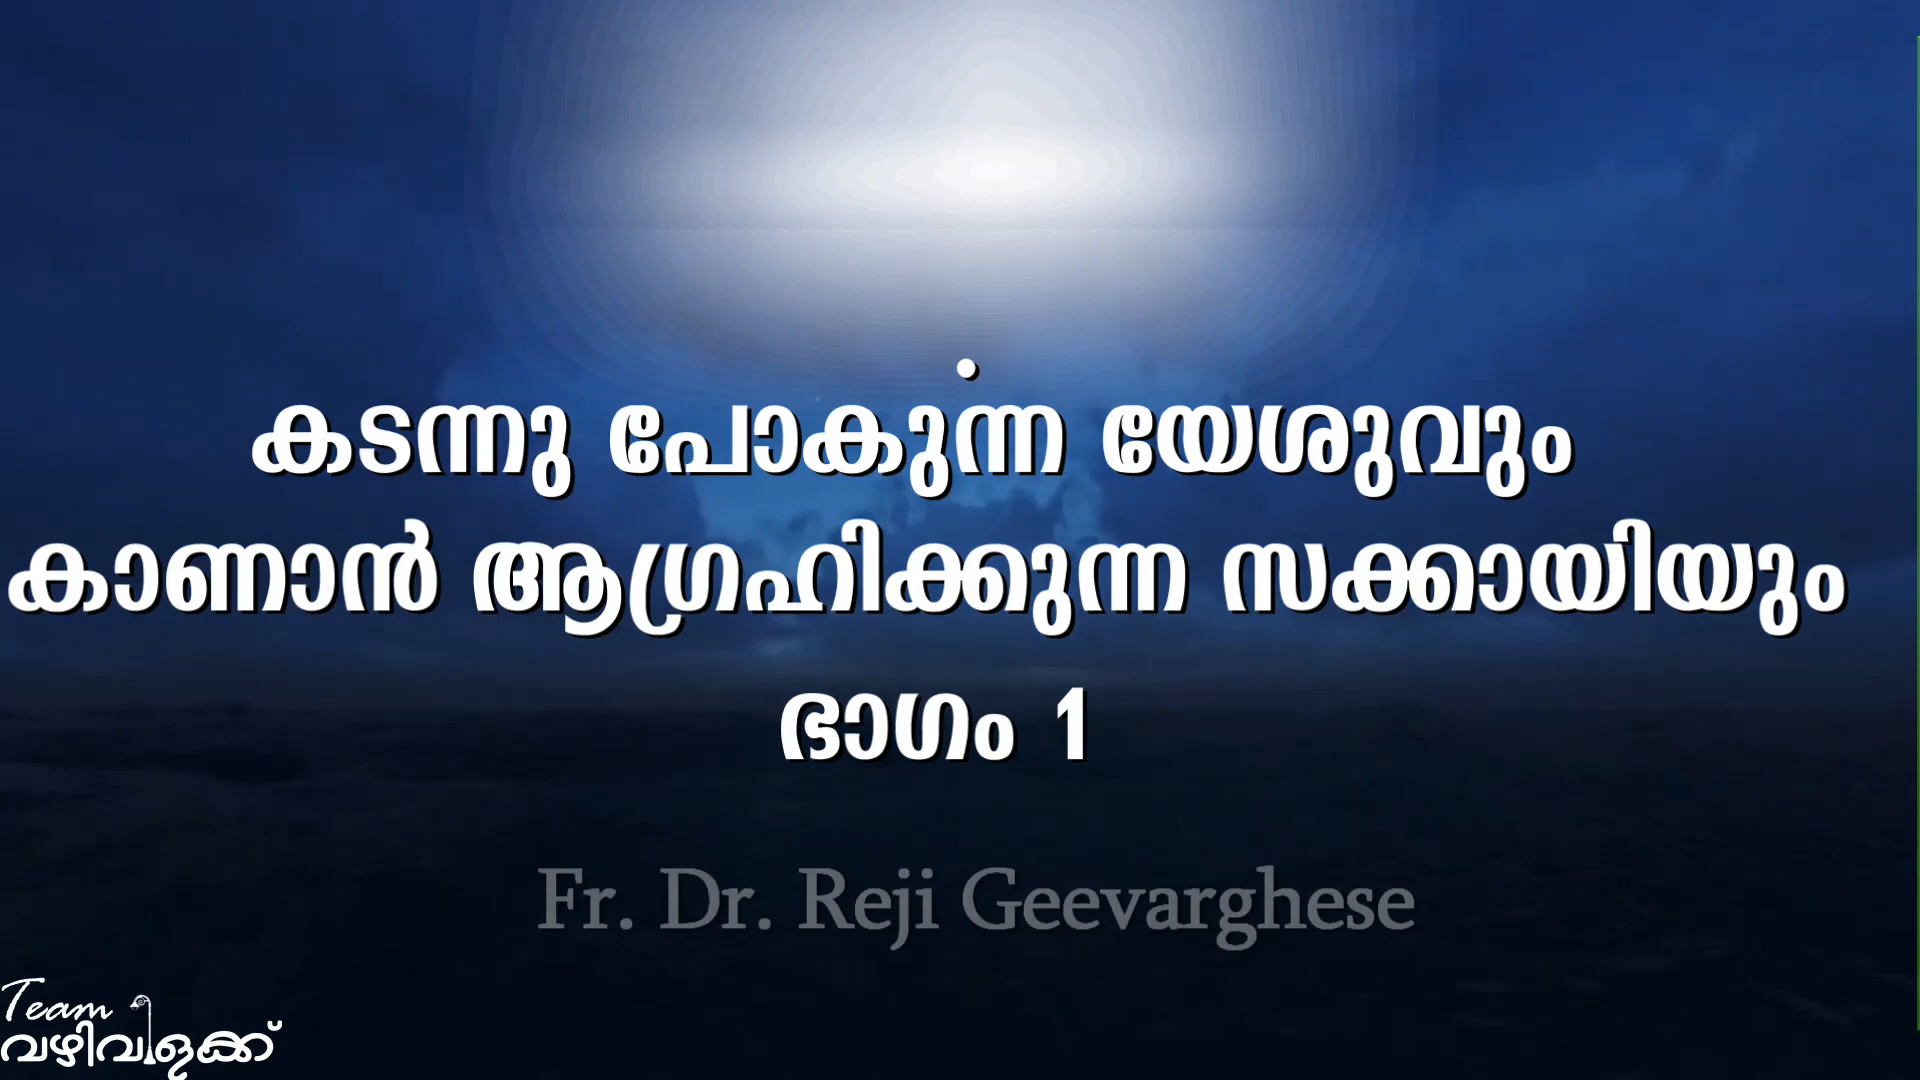 കടന്നു പോകുന്ന യേശുവും
കാണാൻ ആഗ്രഹിക്കുന്ന സക്കായിയും
ഭാഗം 1
Fr. Dr. Reji Geevarghese
Team
വഴിവിളക്ക്